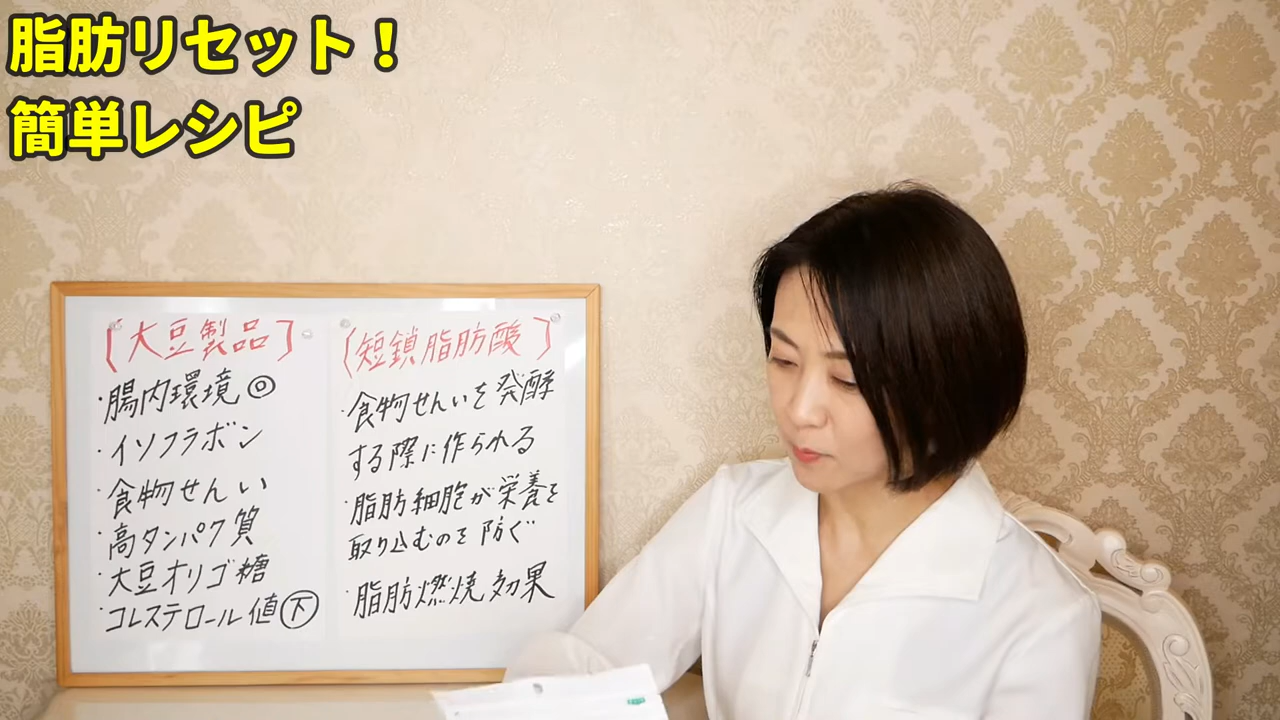 脂肪リセット！
簡単レシピ
【大豆製品】
・腸内環境◎
・イソフラボン
・食物せんい
・高タンパク質
・大豆オリゴ糖
・コレステロール値㊦
【短鎖脂肪酸】
・食物せんいを発酵
する際に作られる
・脂肪細胞が栄養を
取り込むのを防ぐ
・脂肪燃焼効果